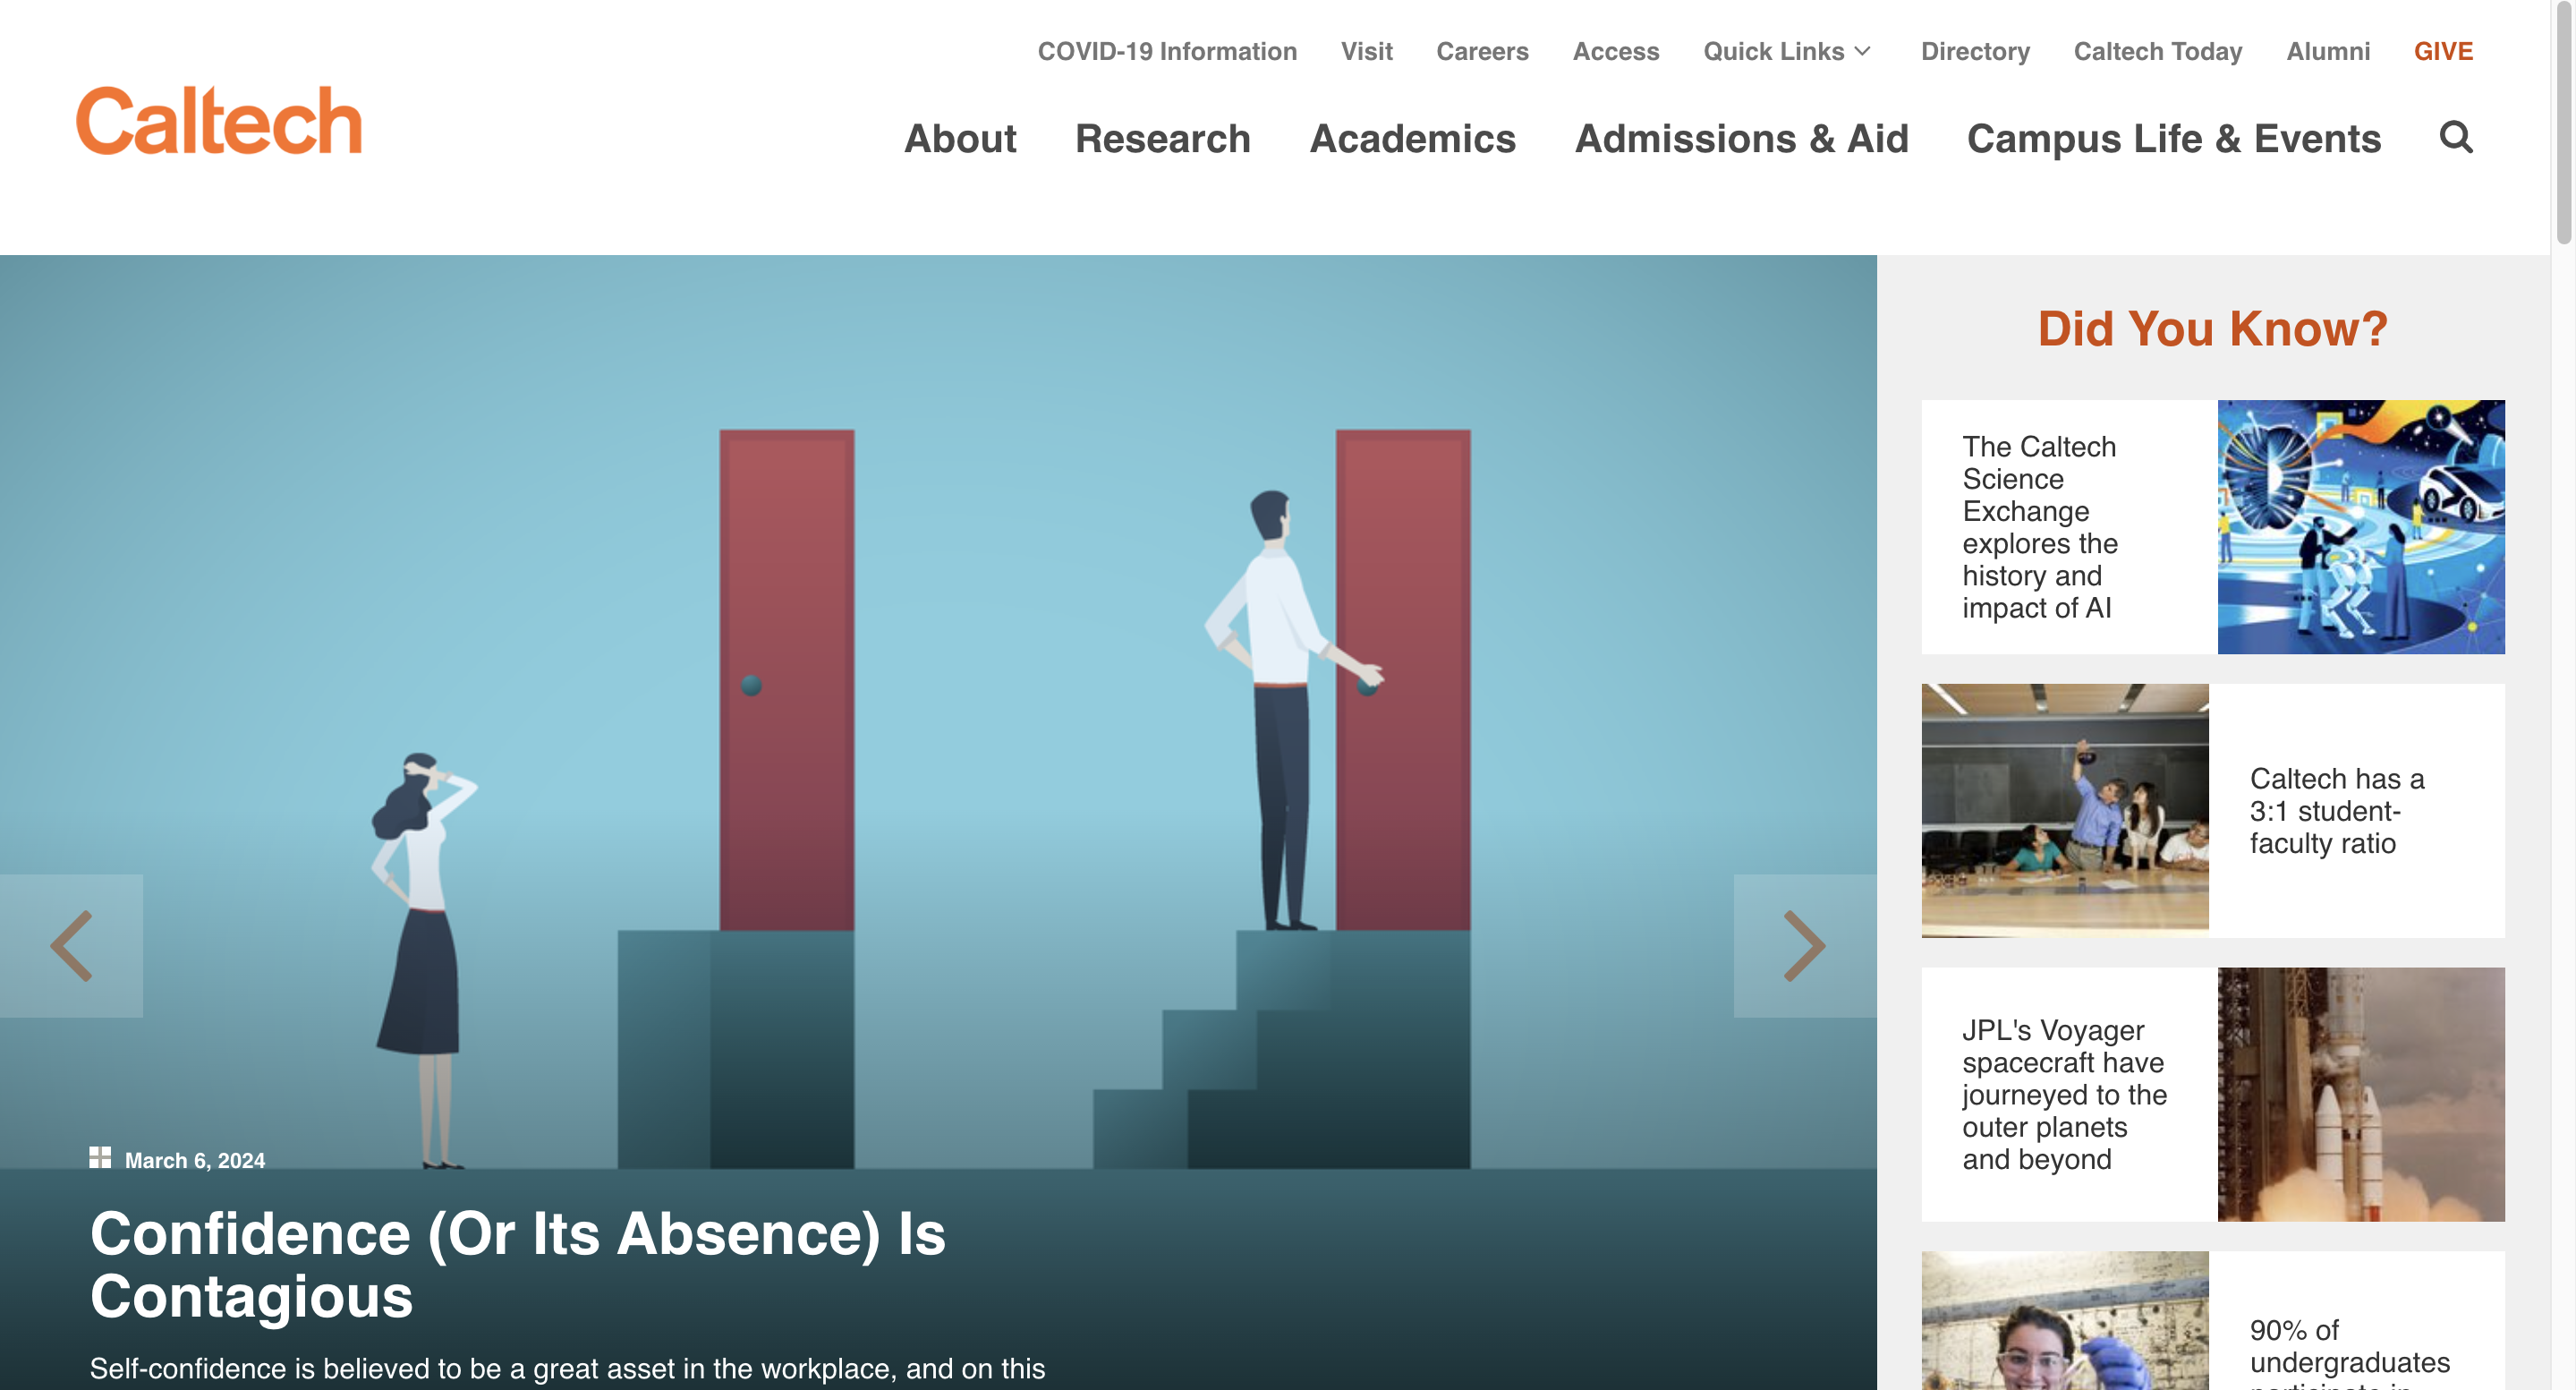 COVID-19 Information Visit Careers Access Quick Links Directory Caltech Today Alumni GIVE
Caltech
About Research Academics Admissions & Aid Campus Life & Events
March 6, 2024
Confidence (Or Its Absence) Is
Contagious
Self-confidence is believed to be a great asset in the workplace, and on this
Did You Know?
The Caltech
Science
Exchange
explores the
history and
impact of AI
Caltech has a
3:1 student-
faculty ratio
JPL's Voyager
spacecraft have
journeyed to the
outer planets
and beyond
90% of
undergraduates
participate in